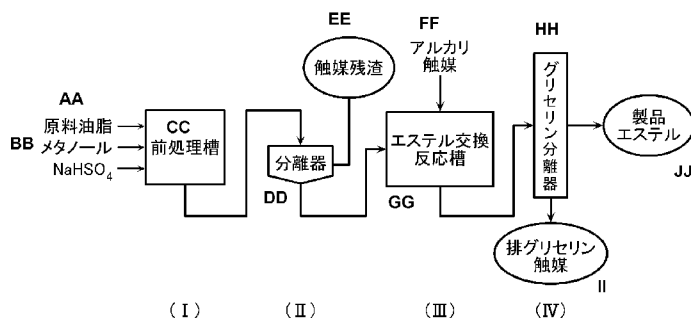 EE
触媒残渣
FF
アルカリ
触媒
HH
グリセリン分離器
AA
原料油脂
BB
メタノール
NaHSO4
CC
前処理槽
分離器
DD
エステル交換
反応槽
GG
製品
エステル
JJ
排グリセリン
触媒
II
(Ⅰ)
(Ⅱ)
(Ⅲ)
(Ⅳ)